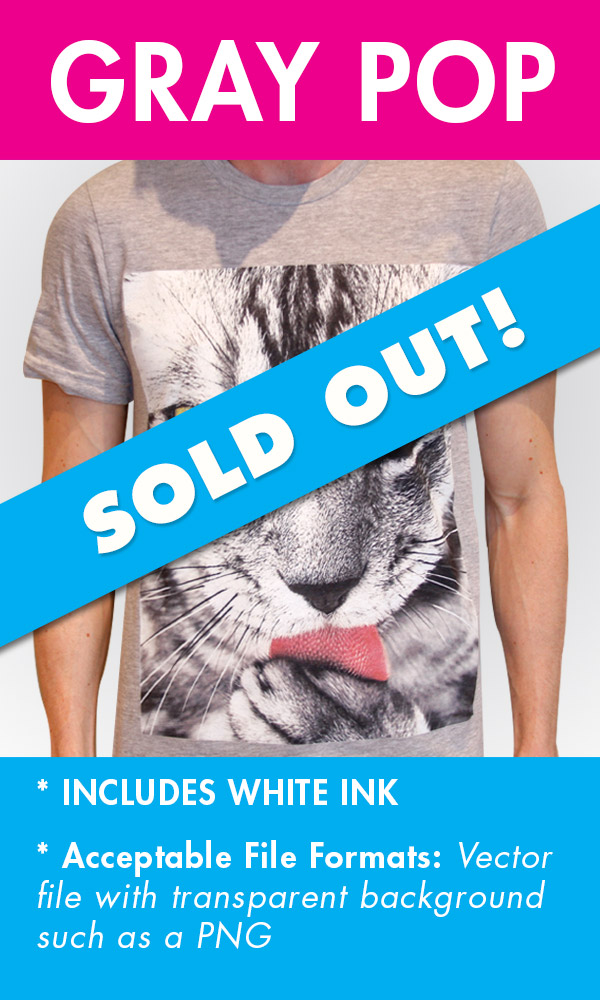 GRAY POP
SOLD OUT!
* INCLUDES WHITE INK
* Acceptable File Formats: Vector
file with transparent background
such as a PNG